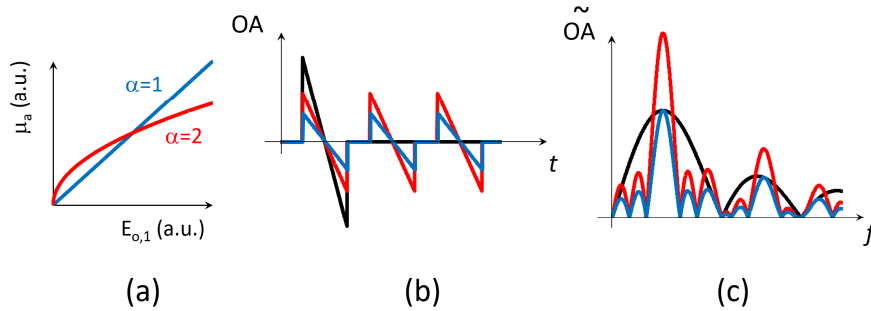 μa (a.u.)
α=1
α=2
Eo,1 (a.u.)
(a)
OA
t
(b)
~
OA
f
(c)